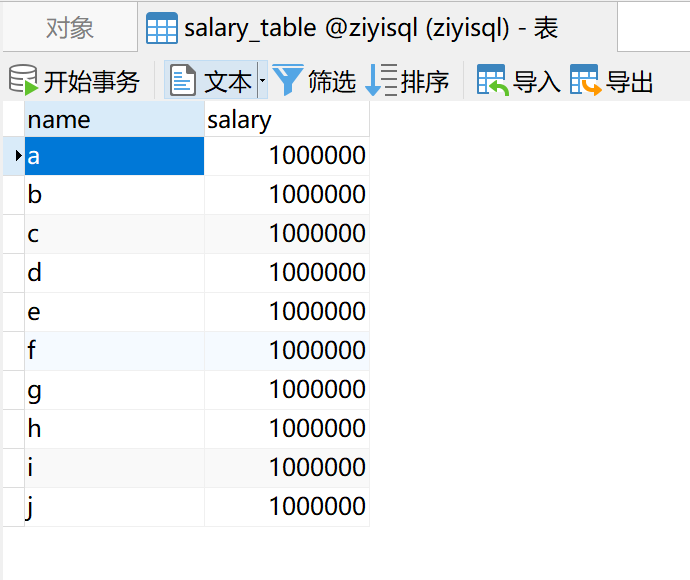 对象 salary_table @ziyisql (ziyisql) - 表
开始事务 文本 筛选 排序 导入 导出
name salary
a 1000000
b 1000000
c 1000000
d 1000000
e 1000000
f 1000000
g 1000000
h 1000000
i 1000000
j 1000000